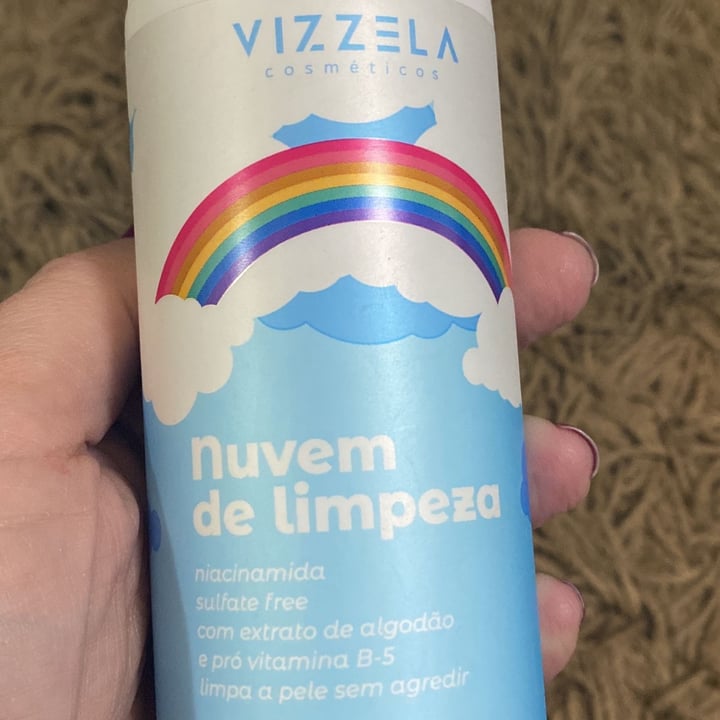 VIZZELA
cosméticos
Nuvem
de limpeza
niacinamida
sulfate free
com extrato de algodão
e pró vitamina B-5
limpa a pele sem agredir